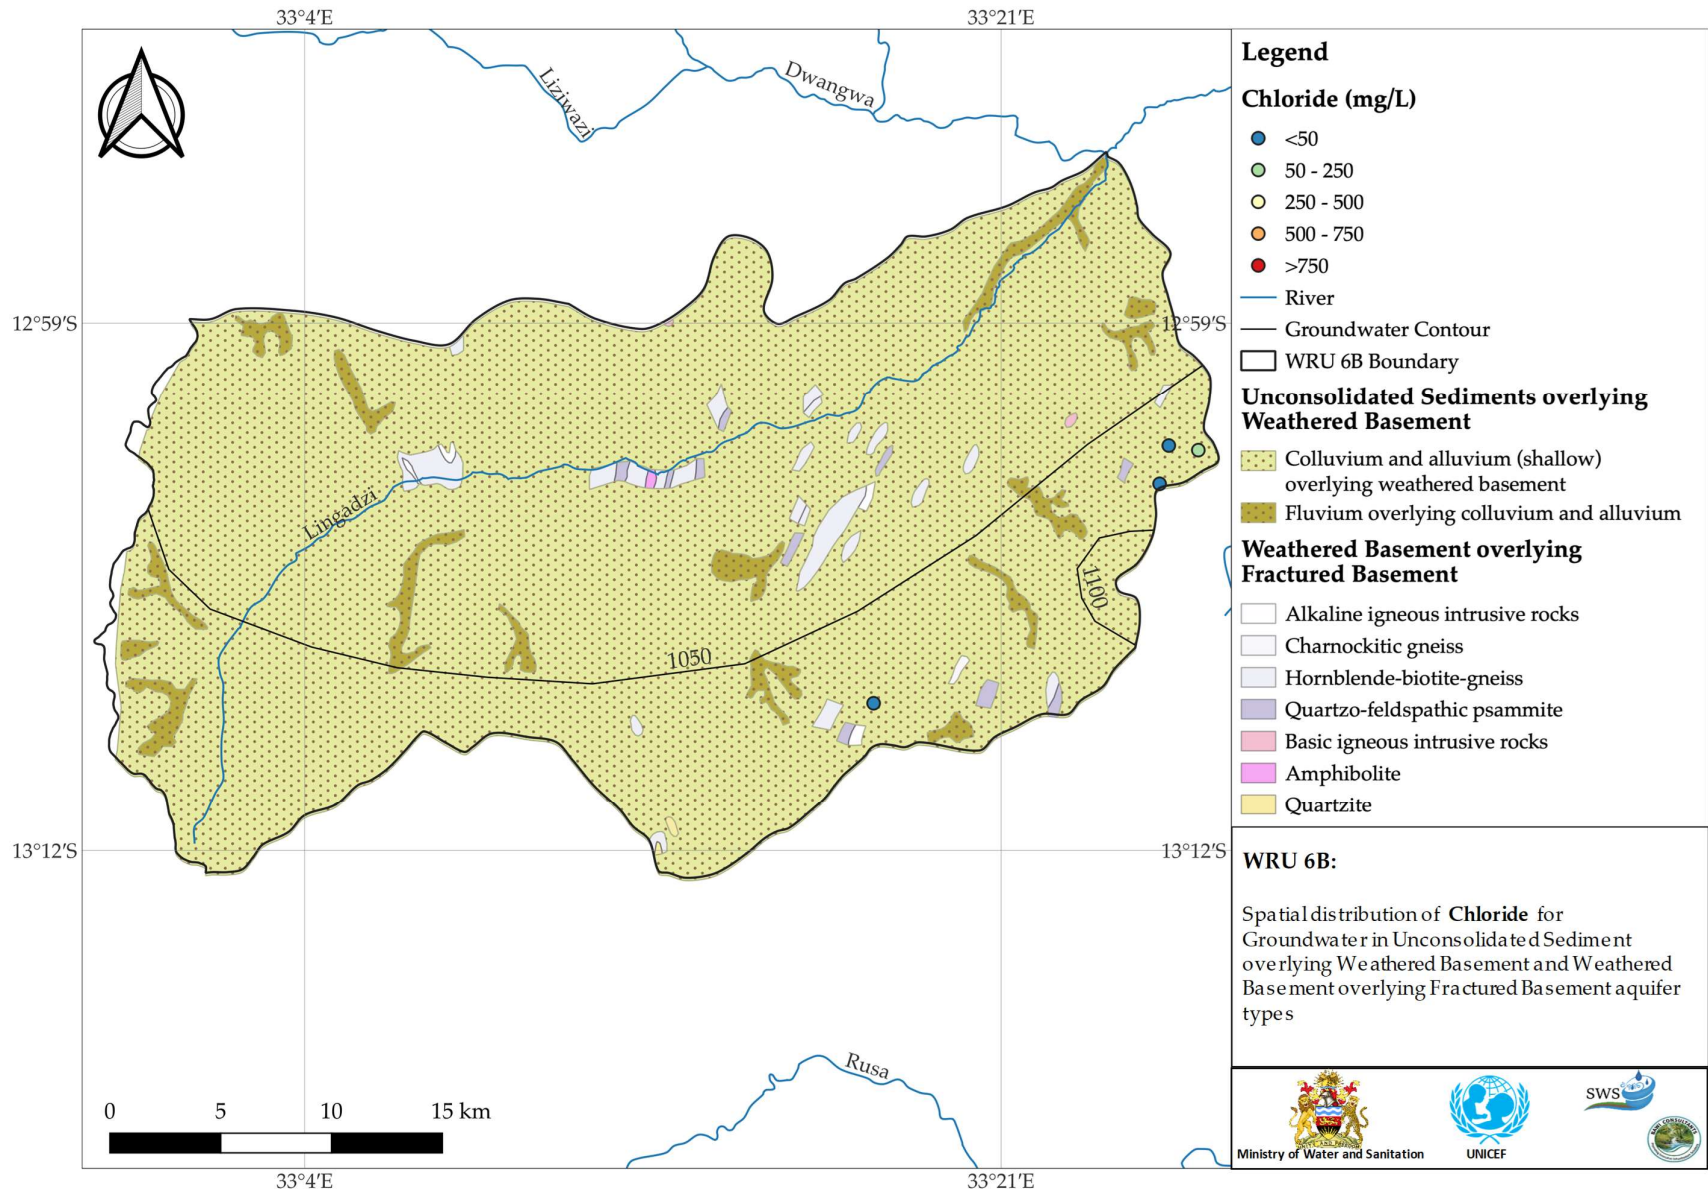 33°4'E
33°21'E
Liziwazi
Dwangwa
12°59'S
12°59'S
Lingadzi
1100
1050
13°12'S
13°12'S
Rusa
0 5 10 15 km
33°4'E
33°21'E
Legend
Chloride (mg/L)
<50
50 - 250
250 - 500
500 - 750
>750
River
Groundwater Contour
WRU 6B Boundary
Unconsolidated Sediments overlying
Weathered Basement
Colluvium and alluvium (shallow)
overlying weathered basement
Fluvium overlying colluvium and alluvium
Weathered Basement overlying
Fractured Basement
Alkaline igneous intrusive rocks
Charnockitic gneiss
Hornblende-biotite-gneiss
Quartzo-feldspathic psammite
Basic igneous intrusive rocks
Amphibolite
Quartzite
WRU 6B:
Spatial distribution of Chloride for
Groundwater in Unconsolidated Sediment
overlying Weathered Basement and Weathered
Basement overlying Fractured Basement aquifer
types
Ministry of Water and Sanitation
UNICEF
SWS